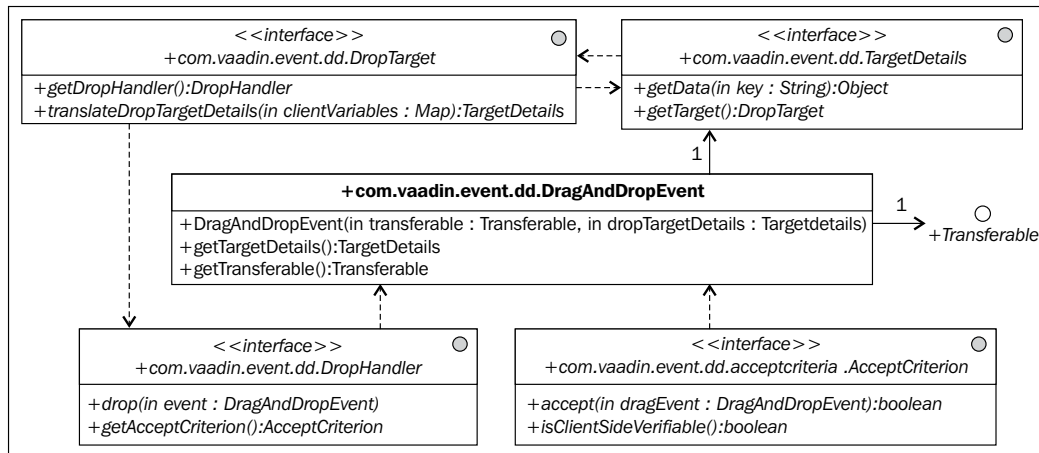 <<interface>>
+com.vaadin.event.dd.DropTarget
+getDropHandler():DropHandler
+translateDropTargetDetails(in clientVariables : Map):TargetDetails
<<interface>>
+com.vaadin.event.dd.TargetDetails
+getData(in key : String):Object
+getTarget():DropTarget
1
+com.vaadin.event.dd.DragAndDropEvent
+DragAndDropEvent(in transferable : Transferable, in dropTargetDetails : Targetdetails)
+getTargetDetails():TargetDetails
+getTransferable():Transferable
1
+Transferable
<<interface>>
+com.vaadin.event.dd.DropHandler
+drop(in event : DragAndDropEvent)
+getAcceptCriterion():AcceptCriterion
<<interface>>
+com.vaadin.event.dd.acceptcriteria .AcceptCriterion
+accept(in dragEvent : DragAndDropEvent):boolean
+isClientSideVerifiable():boolean